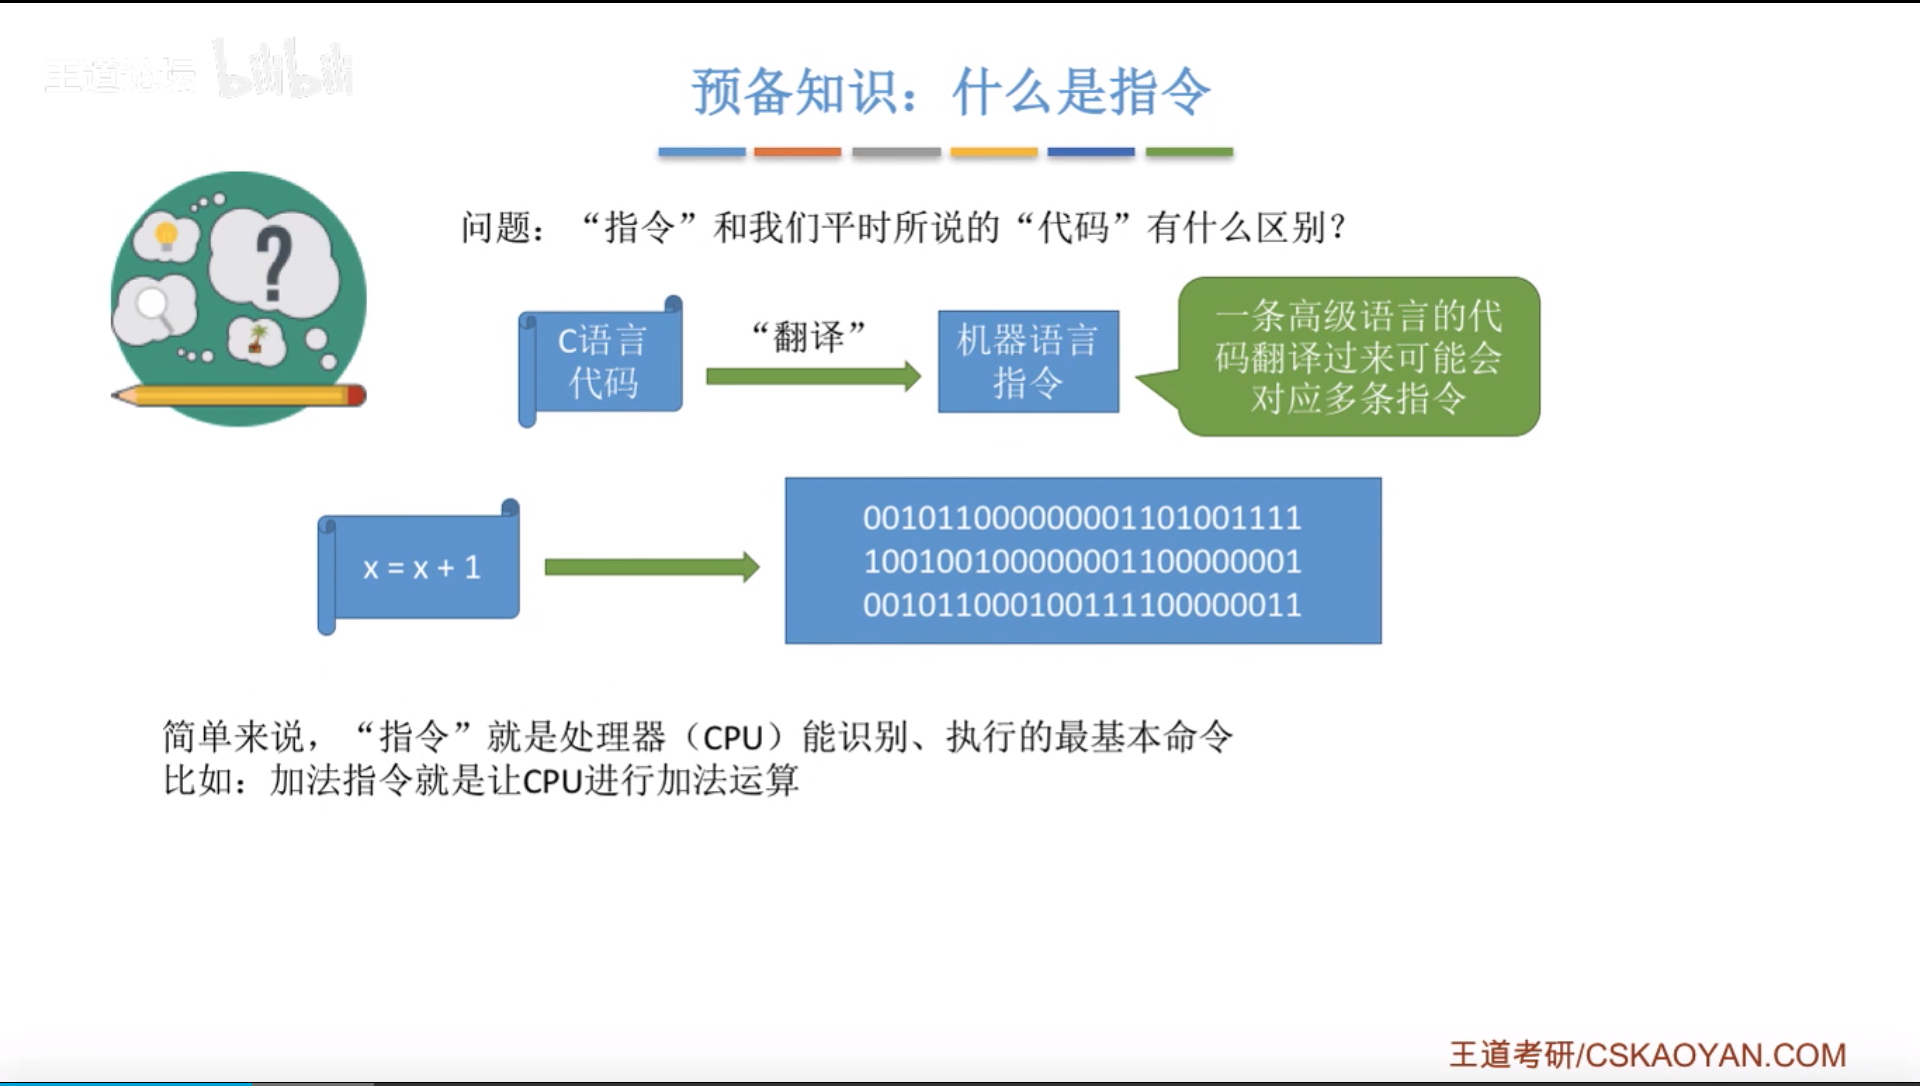 王道论坛 bilibili
预备知识：什么是指令
问题：“指令”和我们平时所说的“代码”有什么区别？
C语言
代码
“翻译”
机器语言
指令
一条高级语言的代
码翻译过来可能会
对应多条指令
x = x + 1
001011000000001101001111
100100100000001100000001
001011000100111100000011
简单来说，“指令”就是处理器（CPU）能识别、执行的最基本命令
比如：加法指令就是让CPU进行加法运算
王道考研/CSKAOYAN.COM